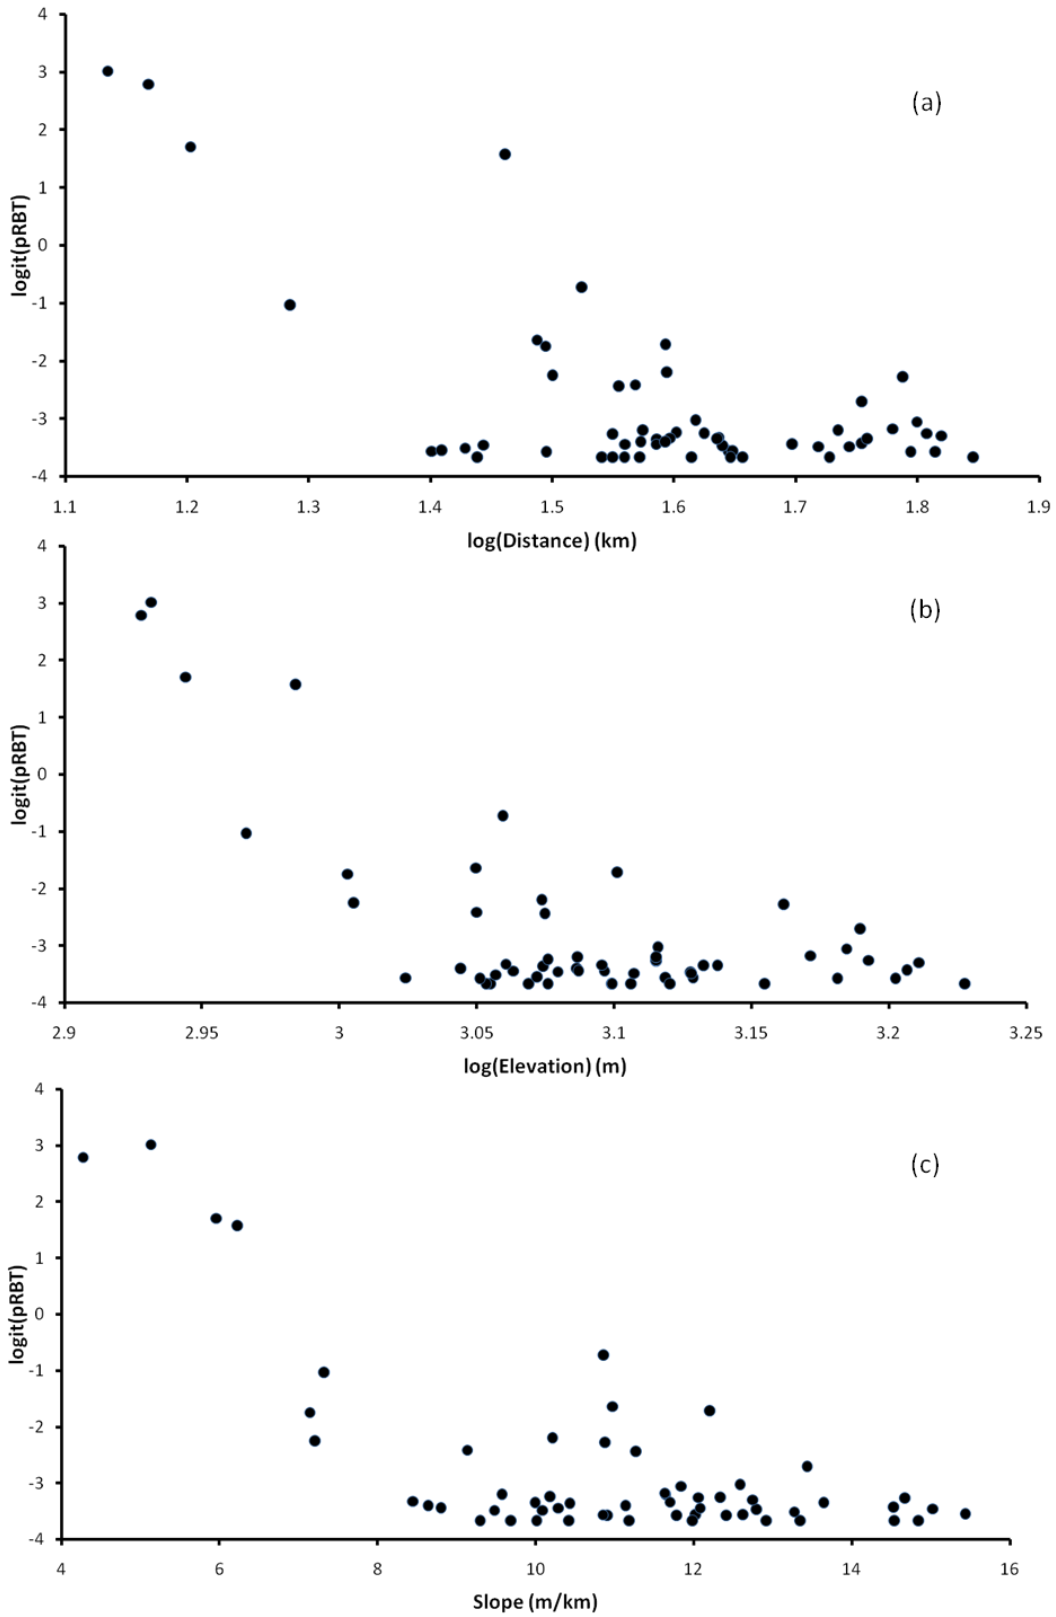 4
3
2
1
0
-1
-2
-3
-4
logit(pRBT)
(a)
1.1 1.2 1.3 1.4 1.5 1.6 1.7 1.8 1.9
log(Distance) (km)
4
3
2
1
0
-1
-2
-3
-4
logit(pRBT)
(b)
2.9 2.95 3 3.05 3.1 3.15 3.2 3.25
log(Elevation) (m)
4
3
2
1
0
-1
-2
-3
-4
logit(pRBT)
(c)
4 6 8 10 12 14 16
Slope (m/km)